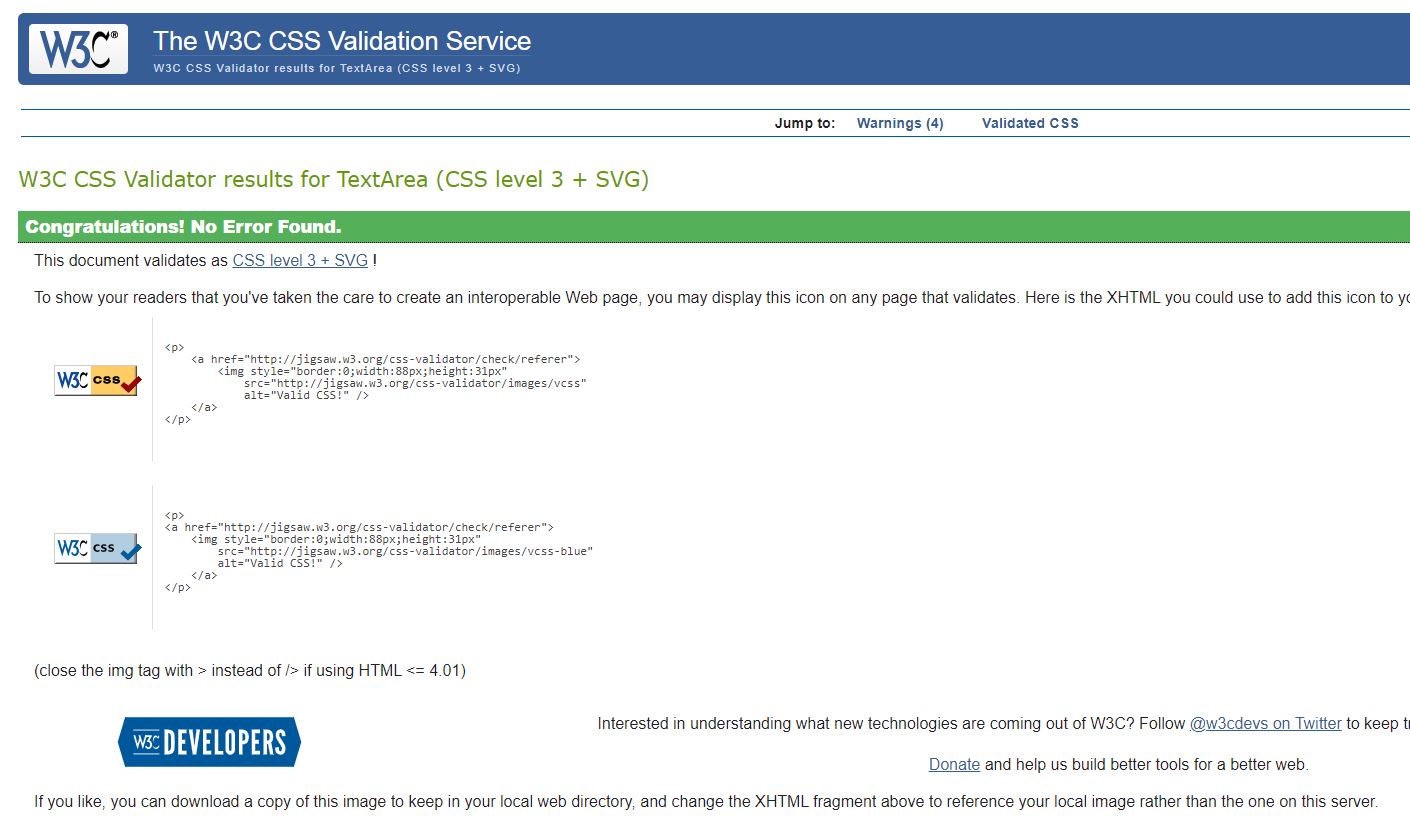 W3C®
The W3C CSS Validation Service
W3C CSS Validator results for TextArea (CSS level 3 + SVG)
Jump to: Warnings (4) Validated CSS
W3C CSS Validator results for TextArea (CSS level 3 + SVG)
Congratulations! No Error Found.
This document validates as CSS level 3 + SVG !
To show your readers that you've taken the care to create an interoperable Web page, you may display this icon on any page that validates. Here is the XHTML you could use to add this icon to
W3C css
<p>
<a href="http://jigsaw.w3.org/css-validator/check/referer">
<img style="border:0;width:88px;height:31px"
src="http://jigsaw.w3.org/css-validator/images/vcss"
alt="Valid CSS!" />
</a>
</p>
W3C css
<p>
<a href="http://jigsaw.w3.org/css-validator/check/referer">
<img style="border:0;width:88px;height:31px"
src="http://jigsaw.w3.org/css-validator/images/vcss-blue"
alt="Valid CSS!" />
</a>
</p>
(close the img tag with > instead of /> if using HTML <= 4.01)
W3C DEVELOPERS
Interested in understanding what new technologies are coming out of W3C? Follow @w3cdevs on Twitter to keep
Donate and help us build better tools for a better web.
If you like, you can download a copy of this image to keep in your local web directory, and change the XHTML fragment above to reference your local image rather than the one on this server.